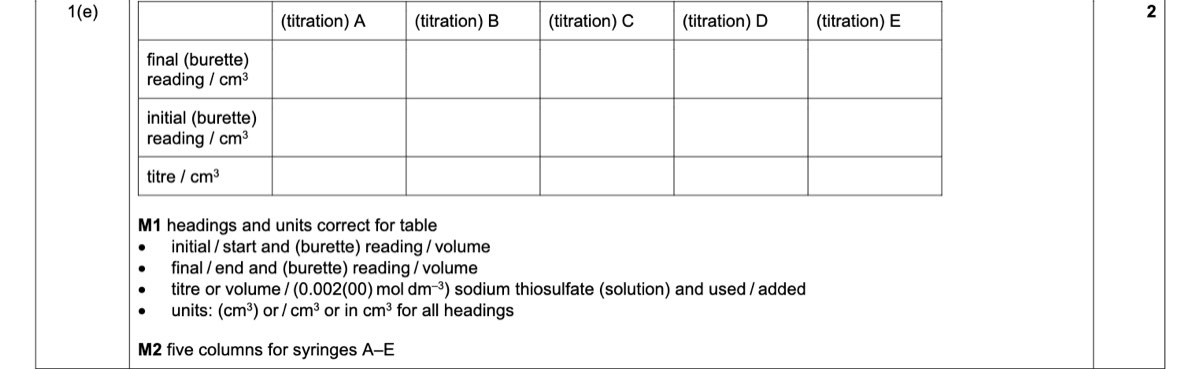 1(e)
(titration) A (titration) B (titration) C (titration) D (titration) E
2
final (burette)
reading / cm³
initial (burette)
reading / cm³
titre / cm³
M1 headings and units correct for table
• initial / start and (burette) reading / volume
• final / end and (burette) reading / volume
• titre or volume / (0.002(00) mol dm⁻³) sodium thiosulfate (solution) and used / added
• units: (cm³) or / cm³ or in cm³ for all headings
M2 five columns for syringes A–E